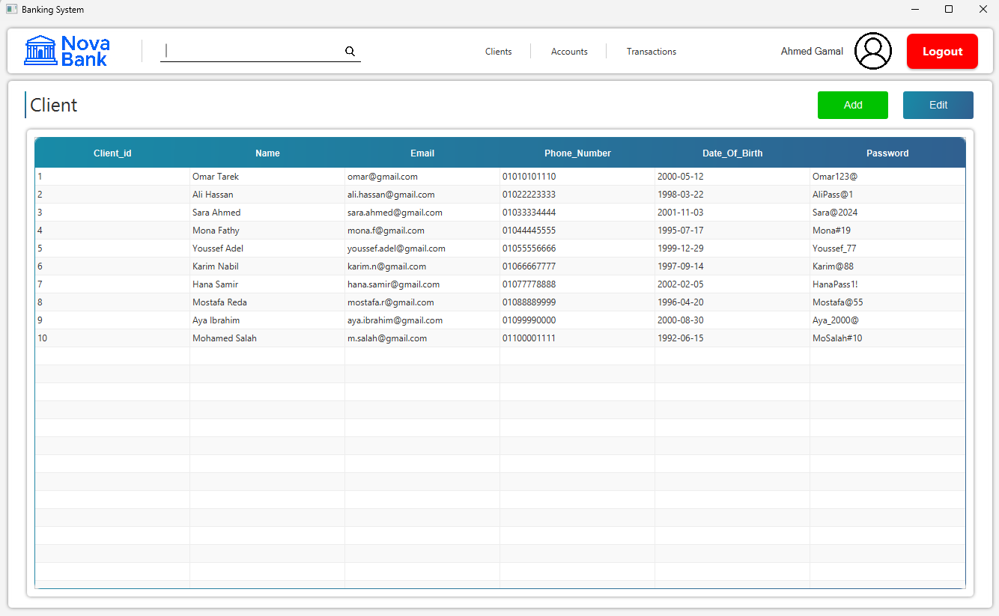 Banking System
Nova
Bank
Clients Accounts Transactions Ahmed Gamal Logout
Client Add Edit
Client_id Name Email Phone_Number Date_Of_Birth Password
1 Omar Tarek omar@gmail.com 01010101110 2000-05-12 Omar123@
2 Ali Hassan ali.hassan@gmail.com 01022223333 1998-03-22 AliPass@1
3 Sara Ahmed sara.ahmed@gmail.com 01033334444 2001-11-03 Sara@2024
4 Mona Fathy mona.f@gmail.com 01044445555 1995-07-17 Mona#19
5 Youssef Adel youssef.adel@gmail.com 01055556666 1999-12-29 Youssef_77
6 Karim Nabil karim.n@gmail.com 01066667777 1997-09-14 Karim@88
7 Hana Samir hana.samir@gmail.com 01077778888 2002-02-05 HanaPass1!
8 Mostafa Reda mostafa.r@gmail.com 01088889999 1996-04-20 Mostafa@55
9 Aya Ibrahim aya.ibrahim@gmail.com 01099990000 2000-08-30 Aya_2000@
10 Mohamed Salah m.salah@gmail.com 01100001111 1992-06-15 MoSalah#10